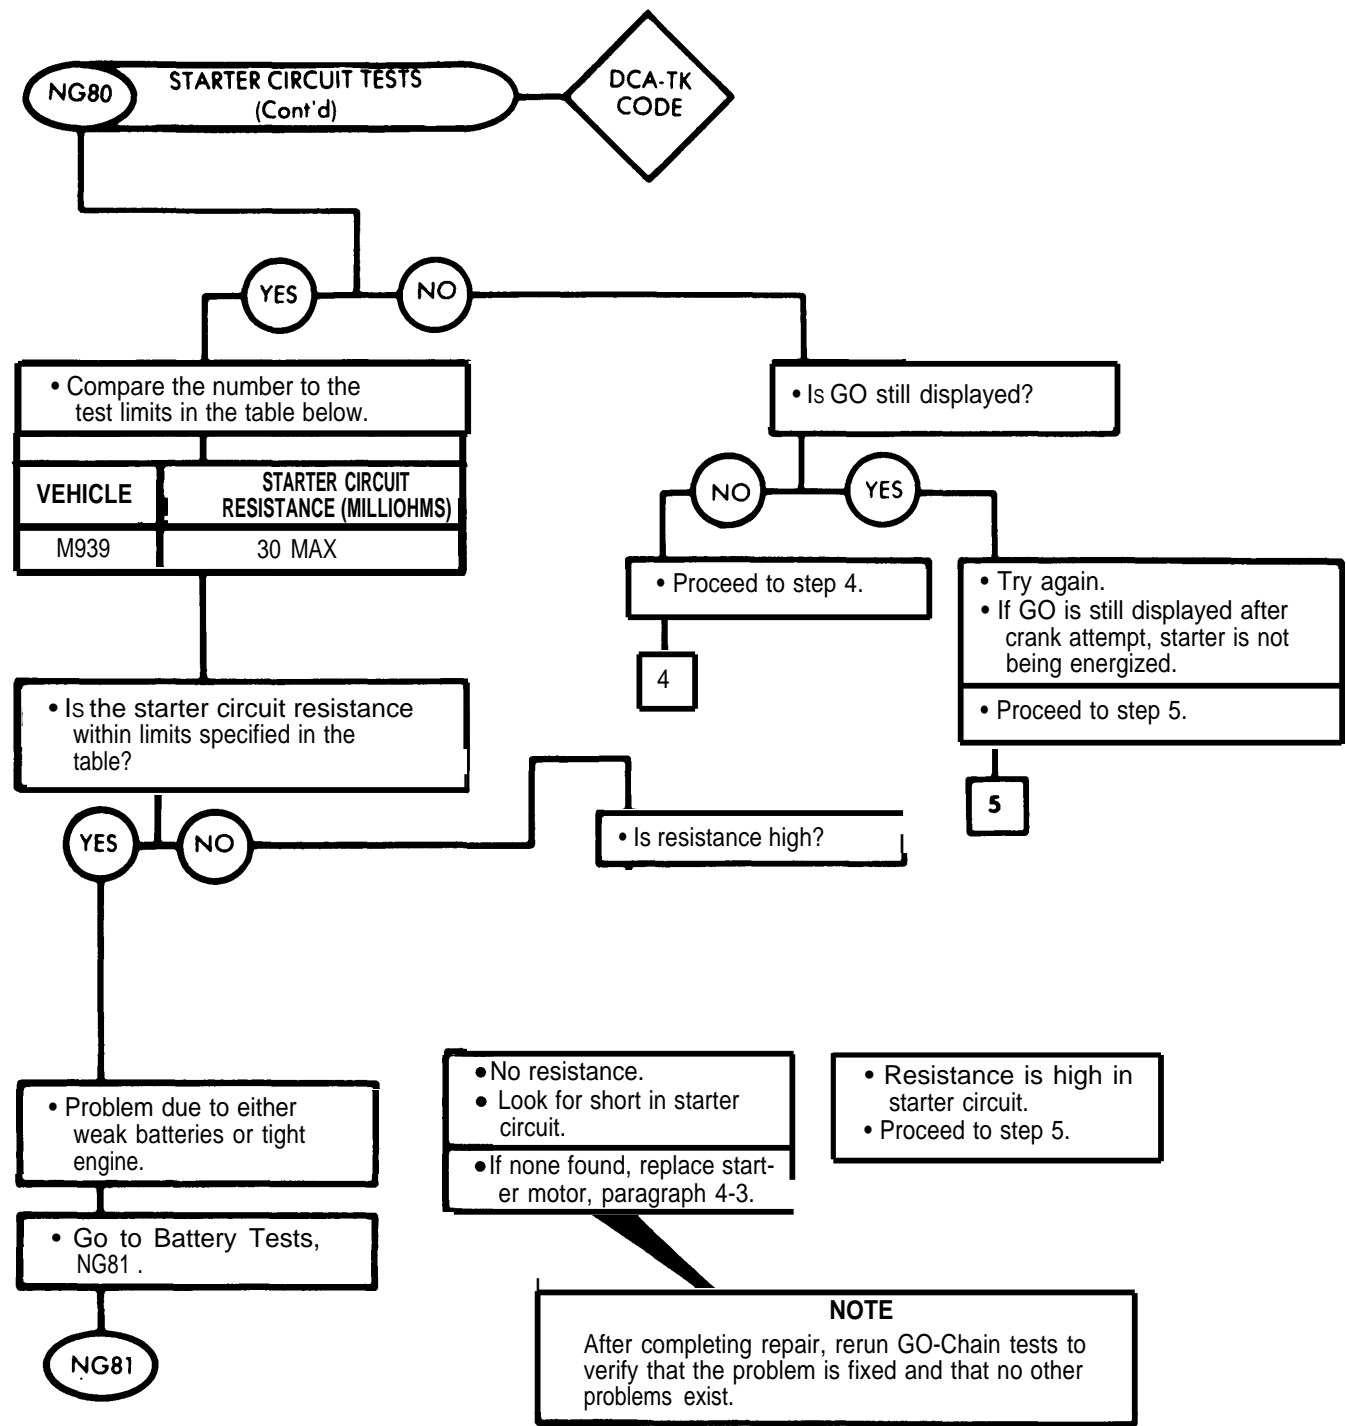 NG80
STARTER CIRCUIT TESTS
(Cont'd)
DCA-TK
CODE
YES
NO
• Compare the number to the
test limits in the table below.
VEHICLE
STARTER CIRCUIT
RESISTANCE (MILLIOHMS)
M939
30 MAX
• Is GO still displayed?
NO
YES
• Proceed to step 4.
4
• Try again.
• If GO is still displayed after
crank attempt, starter is not
being energized.
• Proceed to step 5.
5
• Is the starter circuit resistance
within limits specified in the
table?
YES
NO
• Is resistance high?
• Problem due to either
weak batteries or tight
engine.
• Go to Battery Tests,
NG81 .
NG81
• No resistance.
• Look for short in starter
circuit.
• If none found, replace start-
er motor, paragraph 4-3.
• Resistance is high in
starter circuit.
• Proceed to step 5.
NOTE
After completing repair, rerun GO-Chain tests to
verify that the problem is fixed and that no other
problems exist.